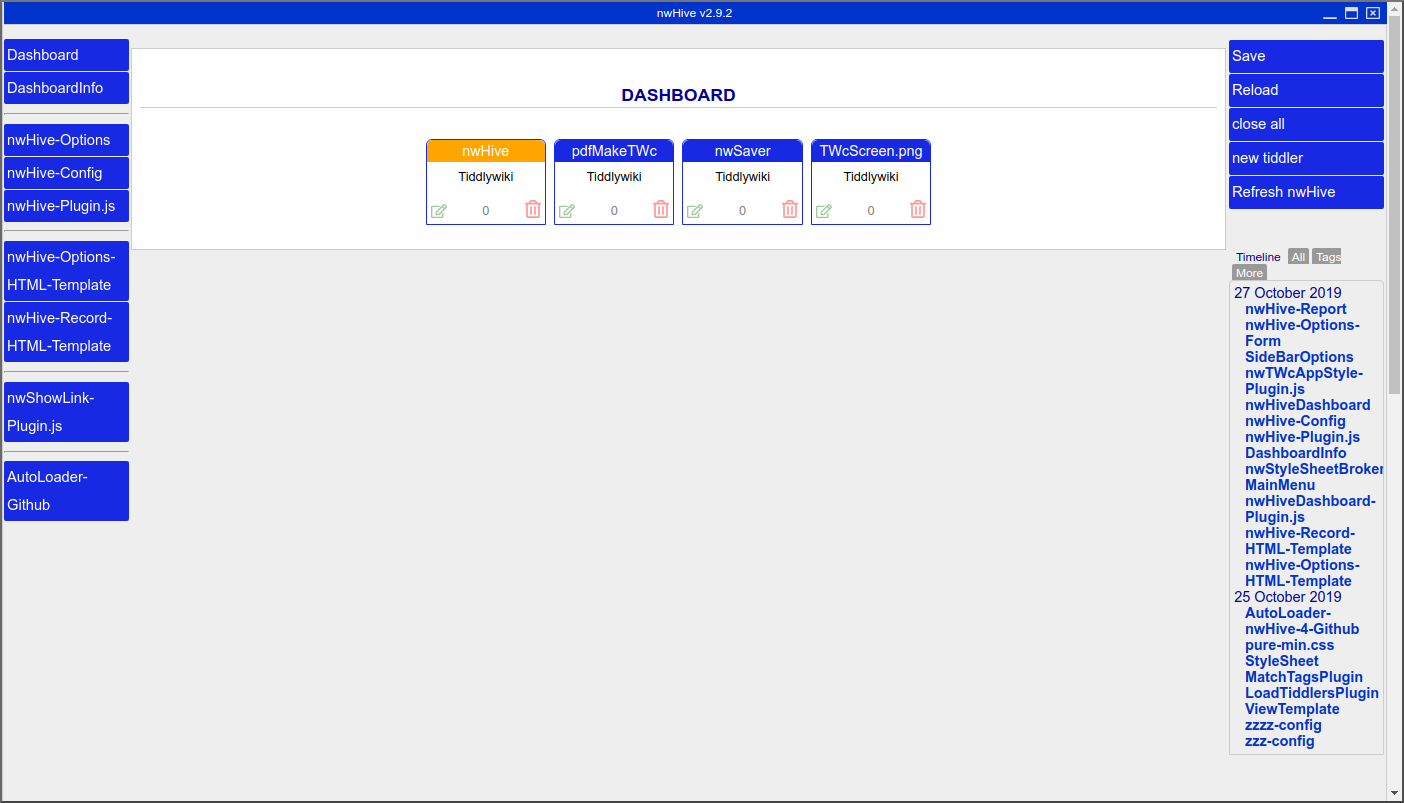 nwHive v2.9.2
Dashboard
DashboardInfo
nwHive-Options
nwHive-Config
nwHive-Plugin.js
nwHive-Options-
HTML-Template
nwHive-Record-
HTML-Template
nwShowLink-
Plugin.js
AutoLoader-
Github
DASHBOARD
nwHive pdfMakeTWc nwSaver TWcScreen.png
Tiddlywiki Tiddlywiki Tiddlywiki Tiddlywiki
0 0 0 0
Save
Reload
close all
new tiddler
Refresh nwHive
Timeline All Tags
More
27 October 2019
nwHive-Report
nwHive-Options-
Form
SideBarOptions
nwTWcAppStyle-
Plugin.js
nwHiveDashboard
nwHive-Config
nwHive-Plugin.js
DashboardInfo
nwStyleSheetBroker
MainMenu
nwHiveDashboard-
Plugin.js
nwHive-Record-
HTML-Template
nwHive-Options-
HTML-Template
25 October 2019
AutoLoader-
nwHive-4-Github
pure-min.css
StyleSheet
MatchTagsPlugin
LoadTiddlersPlugin
ViewTemplate
zzzz-config
zzz-config